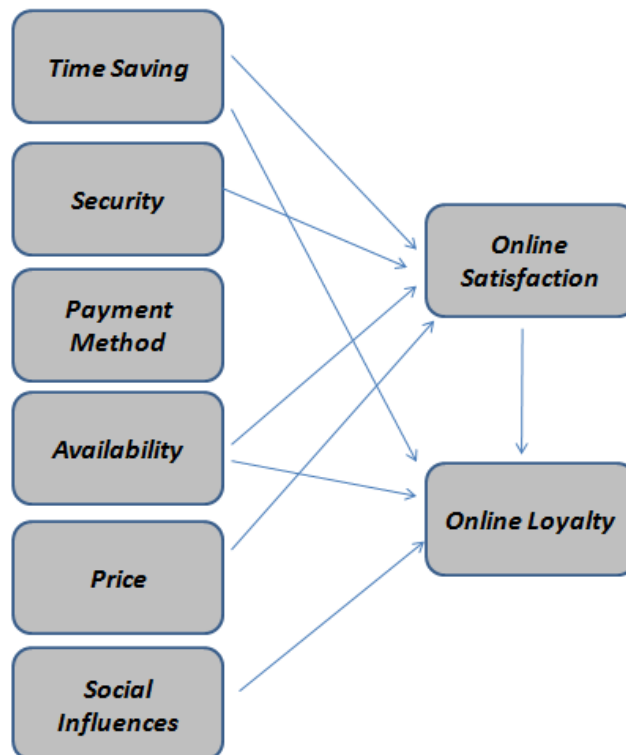 Time Saving
Security
Payment
Method
Availability
Price
Social
Influences
Online
Satisfaction
Online Loyalty